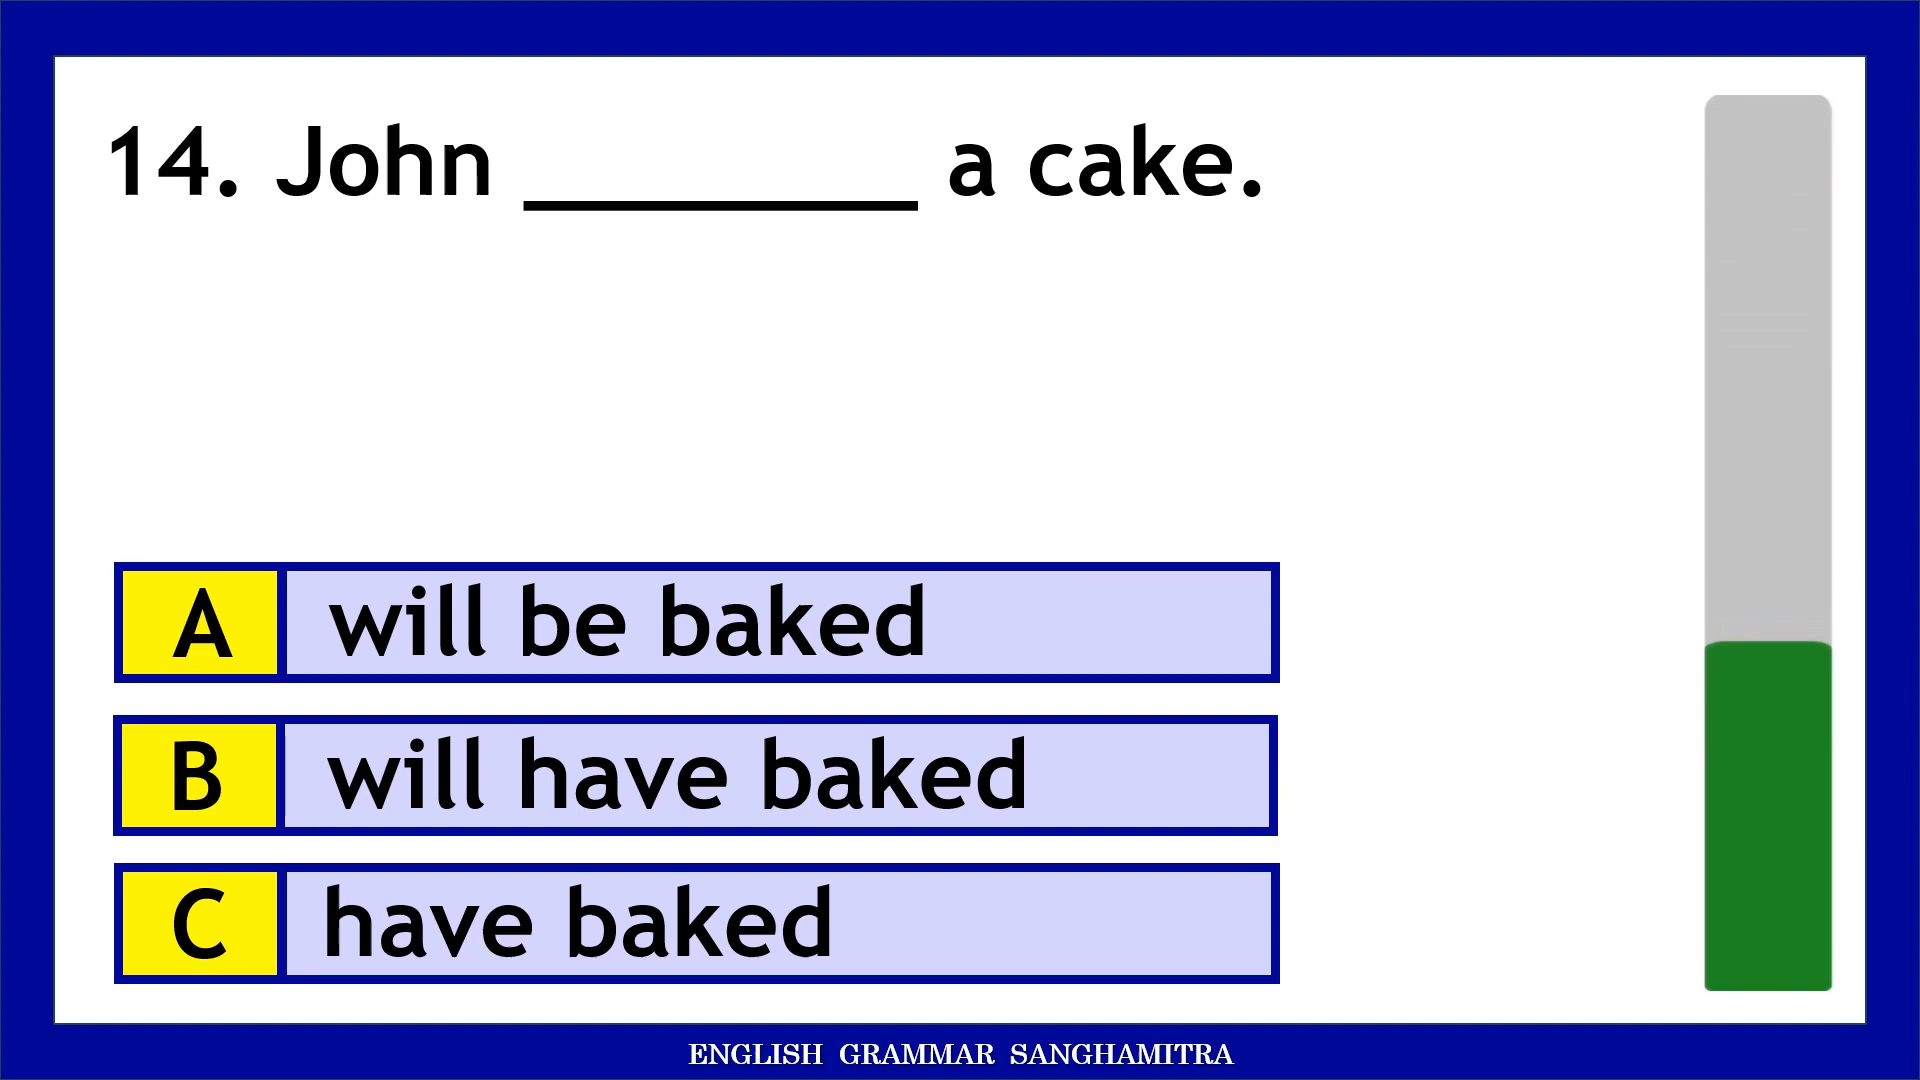 14. John ________ a cake.
A will be baked
B will have baked
C have baked
ENGLISH GRAMMAR SANGHAMITRA